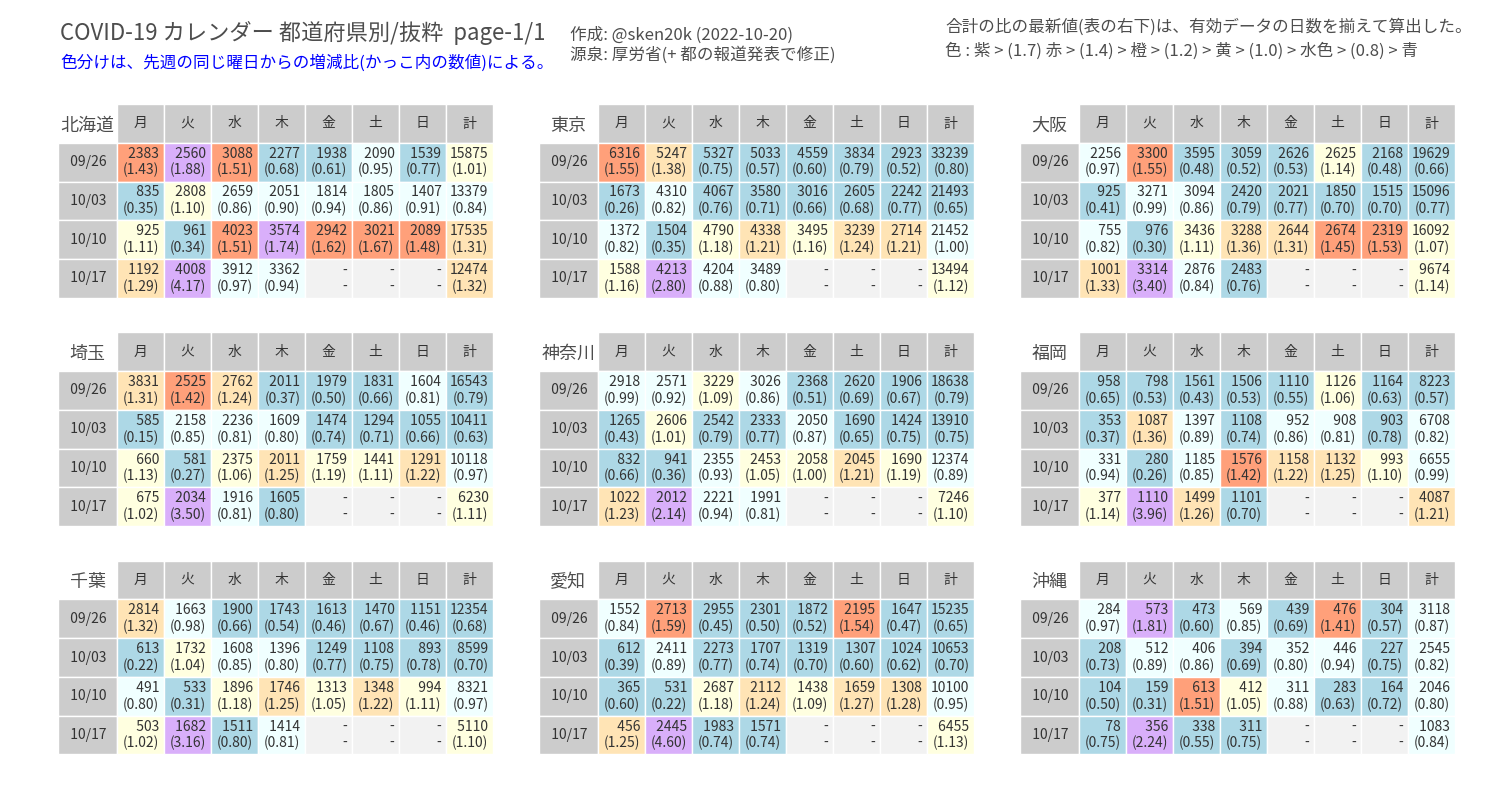 COVID-19 カレンダー 都道府県別/抜粋 page-1/1
色分けは、先週の同じ曜日からの増減比(かっこ内の数値)による。
作成: @sken20k (2022-10-20)
源泉: 厚労省(+ 都の報道発表で修正)
合計の比の最新値(表の右下)は、有効データの日数を揃えて算出した。
色 : 紫 > (1.7) 赤 > (1.4) > 橙 > (1.2) > 黄 > (1.0) > 水色 > (0.8) > 青
北海道 月 火 水 木 金 土 日 計
09/26 2383 2560 3088 2277 1938 2090 1539 15875
(1.43) (1.88) (1.51) (0.68) (0.61) (0.95) (0.77) (1.01)
10/03 835 2808 2659 2051 1814 1805 1407 13379
(0.35) (1.10) (0.86) (0.90) (0.94) (0.86) (0.91) (0.84)
10/10 925 961 4023 3574 2942 3021 2089 17535
(1.11) (0.34) (1.51) (1.74) (1.62) (1.67) (1.48) (1.31)
10/17 1192 4008 3912 3362 - - - 12474
(1.29) (4.17) (0.97) (0.94) - - - (1.32)
東京 月 火 水 木 金 土 日 計
09/26 6316 5247 5327 5033 4559 3834 2923 33239
(1.55) (1.38) (0.75) (0.57) (0.60) (0.79) (0.52) (0.80)
10/03 1673 4310 4067 3580 3016 2605 2242 21493
(0.26) (0.82) (0.76) (0.71) (0.66) (0.68) (0.77) (0.65)
10/10 1372 1504 4790 4338 3495 3239 2714 21452
(0.82) (0.35) (1.18) (1.21) (1.16) (1.24) (1.21) (1.00)
10/17 1588 4213 4204 3489 - - - 13494
(1.16) (2.80) (0.88) (0.80) - - - (1.12)
大阪 月 火 水 木 金 土 日 計
09/26 2256 3300 3595 3059 2626 2625 2168 19629
(0.97) (1.55) (0.48) (0.52) (0.53) (1.14) (0.48) (0.66)
10/03 925 3271 3094 2420 2021 1850 1515 15096
(0.41) (0.99) (0.86) (0.79) (0.77) (0.70) (0.70) (0.77)
10/10 755 976 3436 3288 2644 2674 2319 16092
(0.82) (0.30) (1.11) (1.36) (1.31) (1.45) (1.53) (1.07)
10/17 1001 3314 2876 2483 - - - 9674
(1.33) (3.40) (0.84) (0.76) - - - (1.14)
埼玉 月 火 水 木 金 土 日 計
09/26 3831 2525 2762 2011 1979 1831 1604 16543
(1.31) (1.42) (1.24) (0.37) (0.50) (0.66) (0.81) (0.79)
10/03 585 2158 2236 1609 1474 1294 1055 10411
(0.15) (0.85) (0.81) (0.80) (0.74) (0.71) (0.66) (0.63)
10/10 660 581 2375 2011 1759 1441 1291 10118
(1.13) (0.27) (1.06) (1.25) (1.19) (1.11) (1.22) (0.97)
10/17 675 2034 1916 1605 - - - 6230
(1.02) (3.50) (0.81) (0.80) - - - (1.11)
神奈川 月 火 水 木 金 土 日 計
09/26 2918 2571 3229 3026 2368 2620 1906 18638
(0.99) (0.92) (1.09) (0.86) (0.51) (0.69) (0.67) (0.79)
10/03 1265 2606 2542 2333 2050 1690 1424 13910
(0.43) (1.01) (0.79) (0.77) (0.87) (0.65) (0.75) (0.75)
10/10 832 941 2355 2453 2058 2045 1690 12374
(0.66) (0.36) (0.93) (1.05) (1.00) (1.21) (1.19) (0.89)
10/17 1022 2012 2221 1991 - - - 7246
(1.23) (2.14) (0.94) (0.81) - - - (1.10)
福岡 月 火 水 木 金 土 日 計
09/26 958 798 1561 1506 1110 1126 1164 8223
(0.65) (0.53) (0.43) (0.53) (0.55) (1.06) (0.63) (0.57)
10/03 353 1087 1397 1108 952 908 903 6708
(0.37) (1.36) (0.89) (0.74) (0.86) (0.81) (0.78) (0.82)
10/10 331 280 1185 1576 1158 1132 993 6655
(0.94) (0.26) (0.85) (1.42) (1.22) (1.25) (1.10) (0.99)
10/17 377 1110 1499 1101 - - - 4087
(1.14) (3.96) (1.26) (0.70) - - - (1.21)
千葉 月 火 水 木 金 土 日 計
09/26 2814 1663 1900 1743 1613 1470 1151 12354
(1.32) (0.98) (0.66) (0.54) (0.46) (0.67) (0.46) (0.68)
10/03 613 1732 1608 1396 1249 1108 893 8599
(0.22) (1.04) (0.85) (0.80) (0.77) (0.75) (0.78) (0.70)
10/10 491 533 1896 1746 1313 1348 994 8321
(0.80) (0.31) (1.18) (1.25) (1.05) (1.22) (1.11) (0.97)
10/17 503 1682 1511 1414 - - - 5110
(1.02) (3.16) (0.80) (0.81) - - - (1.10)
愛知 月 火 水 木 金 土 日 計
09/26 1552 2713 2955 2301 1872 2195 1647 15235
(0.84) (1.59) (0.45) (0.50) (0.52) (1.54) (0.47) (0.65)
10/03 612 2411 2273 1707 1319 1307 1024 10653
(0.39) (0.89) (0.77) (0.74) (0.70) (0.60) (0.62) (0.70)
10/10 365 531 2687 2112 1438 1659 1308 10100
(0.60) (0.22) (1.18) (1.24) (1.09) (1.27) (1.28) (0.95)
10/17 456 2445 1983 1571 - - - 6455
(1.25) (4.60) (0.74) (0.74) - - - (1.13)
沖縄 月 火 水 木 金 土 日 計
09/26 284 573 473 569 439 476 304 3118
(0.97) (1.81) (0.60) (0.85) (0.69) (1.41) (0.57) (0.87)
10/03 208 512 406 394 352 446 227 2545
(0.73) (0.89) (0.86) (0.69) (0.80) (0.94) (0.75) (0.82)
10/10 104 159 613 412 311 283 164 2046
(0.50) (0.31) (1.51) (1.05) (0.88) (0.63) (0.72) (0.80)
10/17 78 356 338 311 - - - 1083
(0.75) (2.24) (0.55) (0.75) - - - (0.84)